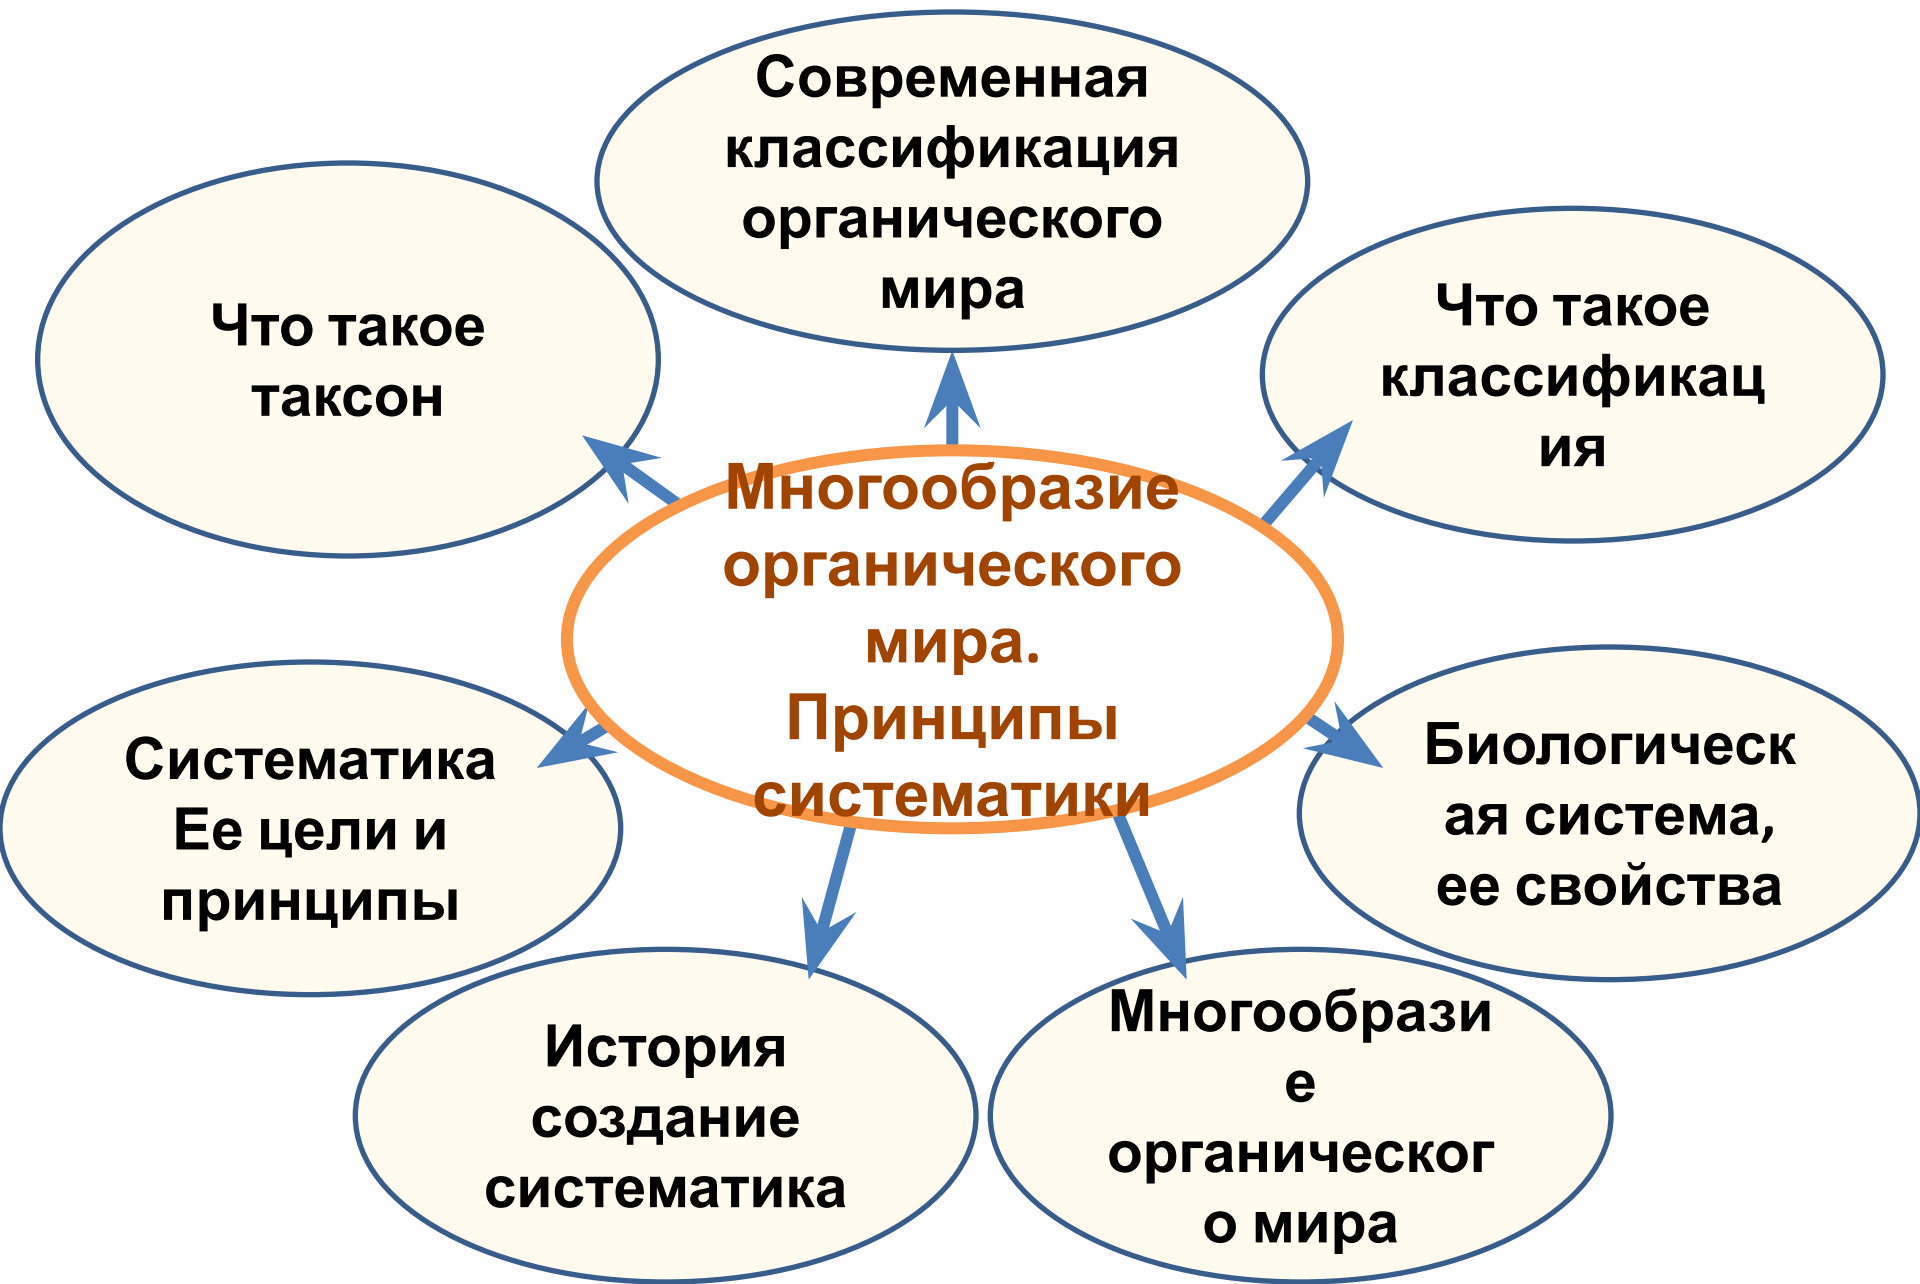 Современная
классификация
органического
мира
Что такое
таксон
Что такое
классификац
ия
Многообразие
органического
мира.
Принципы
систематики
Систематика
Ее цели и
принципы
Биологическ
ая система,
ее свойства
История
создание
систематика
Многообрази
е
органическог
о мира